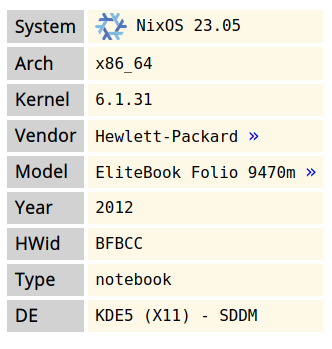 System NixOS 23.05
Arch x86_64
Kernel 6.1.31
Vendor Hewlett-Packard »
Model EliteBook Folio 9470m »
Year 2012
HWid BFBCC
Type notebook
DE KDE5 (X11) - SDDM